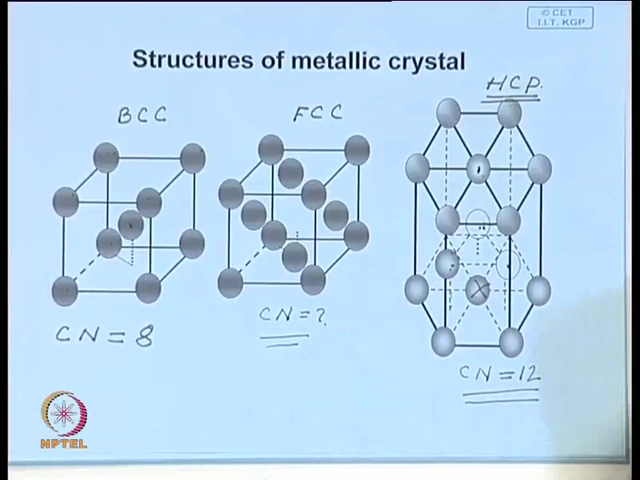 © CET
I.I.T. KGP
Structures of metallic crystal
HCP.
BCC
FCC
CN = 8
CN = ?
CN = 12
NPTEL